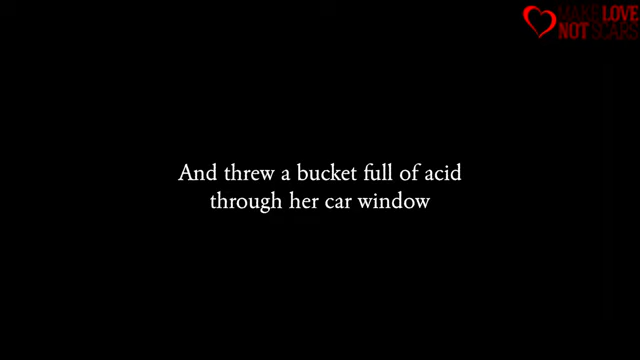 MAKE LOVE
NOT SCARS
And threw a bucket full of acid
through her car window